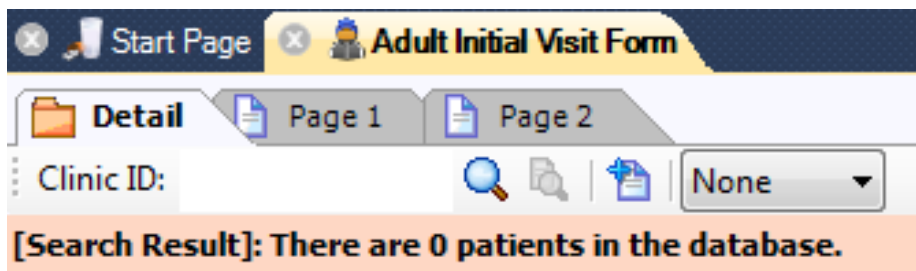 Start Page Adult Initial Visit Form
Detail Page 1 Page 2
Clinic ID: None
[Search Result]: There are 0 patients in the database.